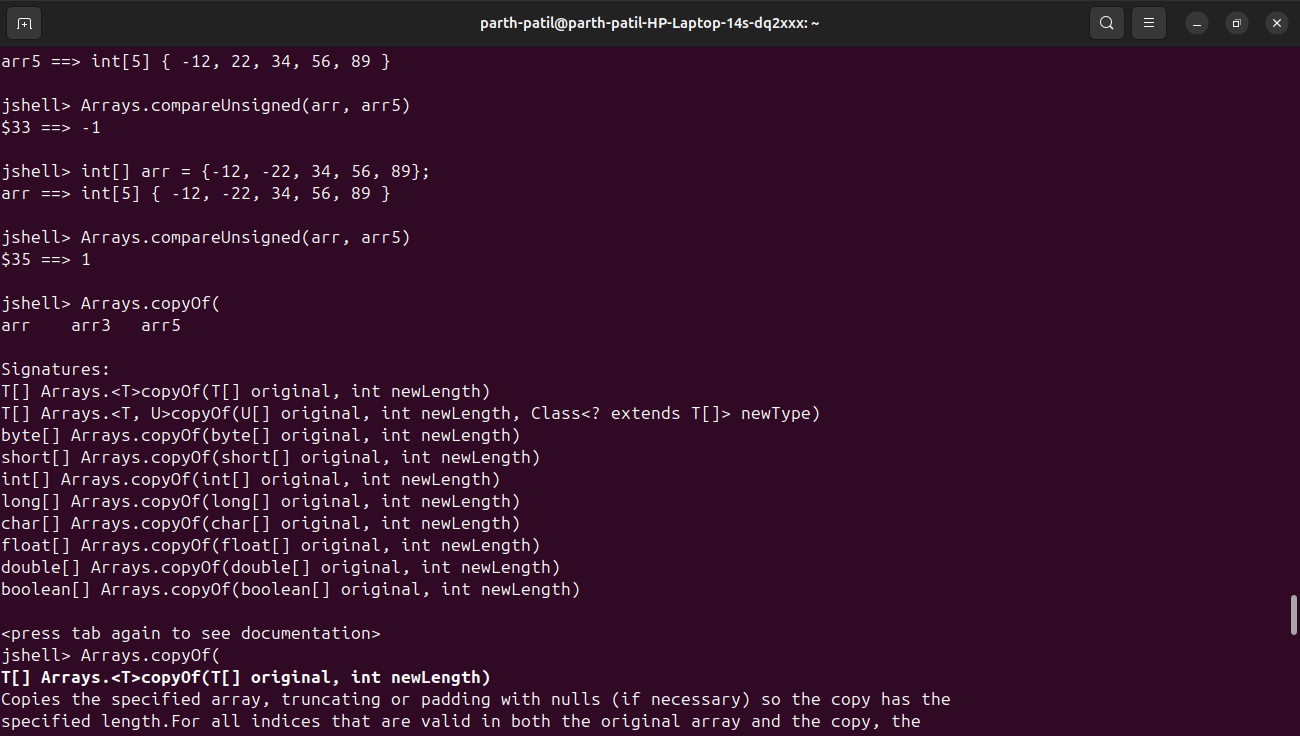 parth-patil@parth-patil-HP-Laptop-14s-dq2xxx: ~
arr5 ==> int[5] { -12, 22, 34, 56, 89 }
jshell> Arrays.compareUnsigned(arr, arr5)
$33 ==> -1
jshell> int[] arr = {-12, -22, 34, 56, 89};
arr ==> int[5] { -12, -22, 34, 56, 89 }
jshell> Arrays.compareUnsigned(arr, arr5)
$35 ==> 1
jshell> Arrays.copyOf(
arr    arr3   arr5
Signatures:
T[] Arrays.<T>copyOf(T[] original, int newLength)
T[] Arrays.<T, U>copyOf(U[] original, int newLength, Class<? extends T[]> newType)
byte[] Arrays.copyOf(byte[] original, int newLength)
short[] Arrays.copyOf(short[] original, int newLength)
int[] Arrays.copyOf(int[] original, int newLength)
long[] Arrays.copyOf(long[] original, int newLength)
char[] Arrays.copyOf(char[] original, int newLength)
float[] Arrays.copyOf(float[] original, int newLength)
double[] Arrays.copyOf(double[] original, int newLength)
boolean[] Arrays.copyOf(boolean[] original, int newLength)
<press tab again to see documentation>
jshell> Arrays.copyOf(
T[] Arrays.<T>copyOf(T[] original, int newLength)
Copies the specified array, truncating or padding with nulls (if necessary) so the copy has the
specified length.For all indices that are valid in both the original array and the copy, the